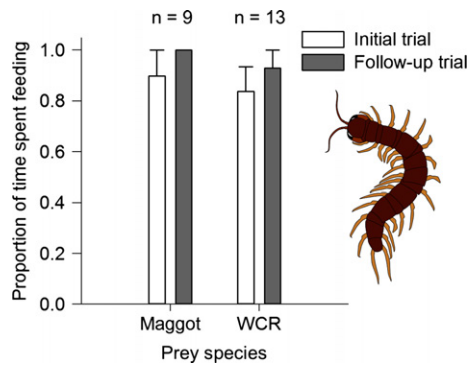 n = 9
n = 13
Initial trial
Follow-up trial
Proportion of time spent feeding
1.0
0.8
0.6
0.4
0.2
0.0
Maggot
WCR
Prey species